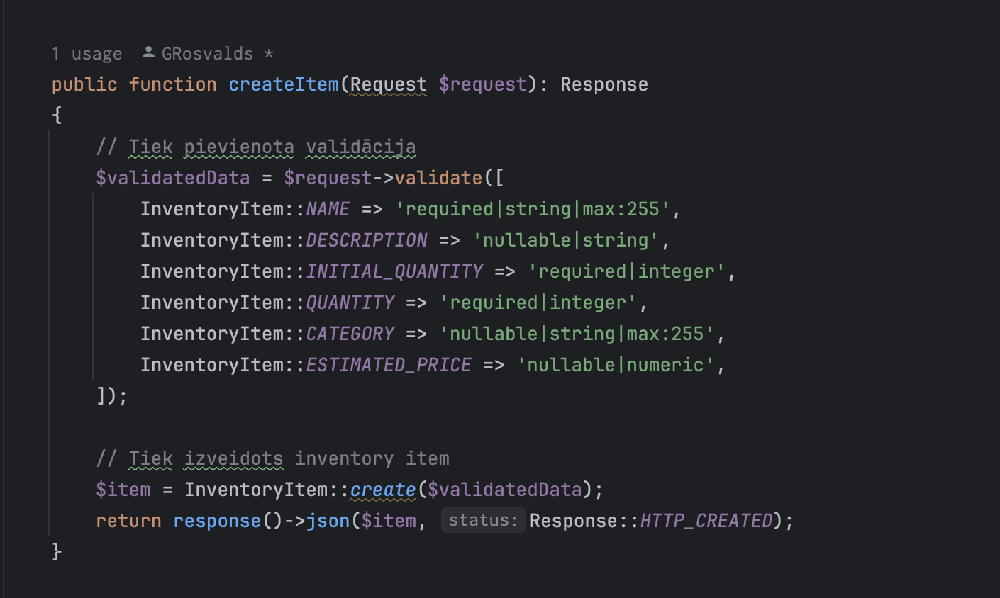 1 usage GRosvalds *
public function createItem(Request $request): Response
{
// Tiek pievienota validācija
$validatedData = $request->validate([
InventoryItem::NAME => 'required|string|max:255',
InventoryItem::DESCRIPTION => 'nullable|string',
InventoryItem::INITIAL_QUANTITY => 'required|integer',
InventoryItem::QUANTITY => 'required|integer',
InventoryItem::CATEGORY => 'nullable|string|max:255',
InventoryItem::ESTIMATED_PRICE => 'nullable|numeric',
]);
// Tiek izveidots inventory item
$item = InventoryItem::create($validatedData);
return response()->json($item, status: Response::HTTP_CREATED);
}